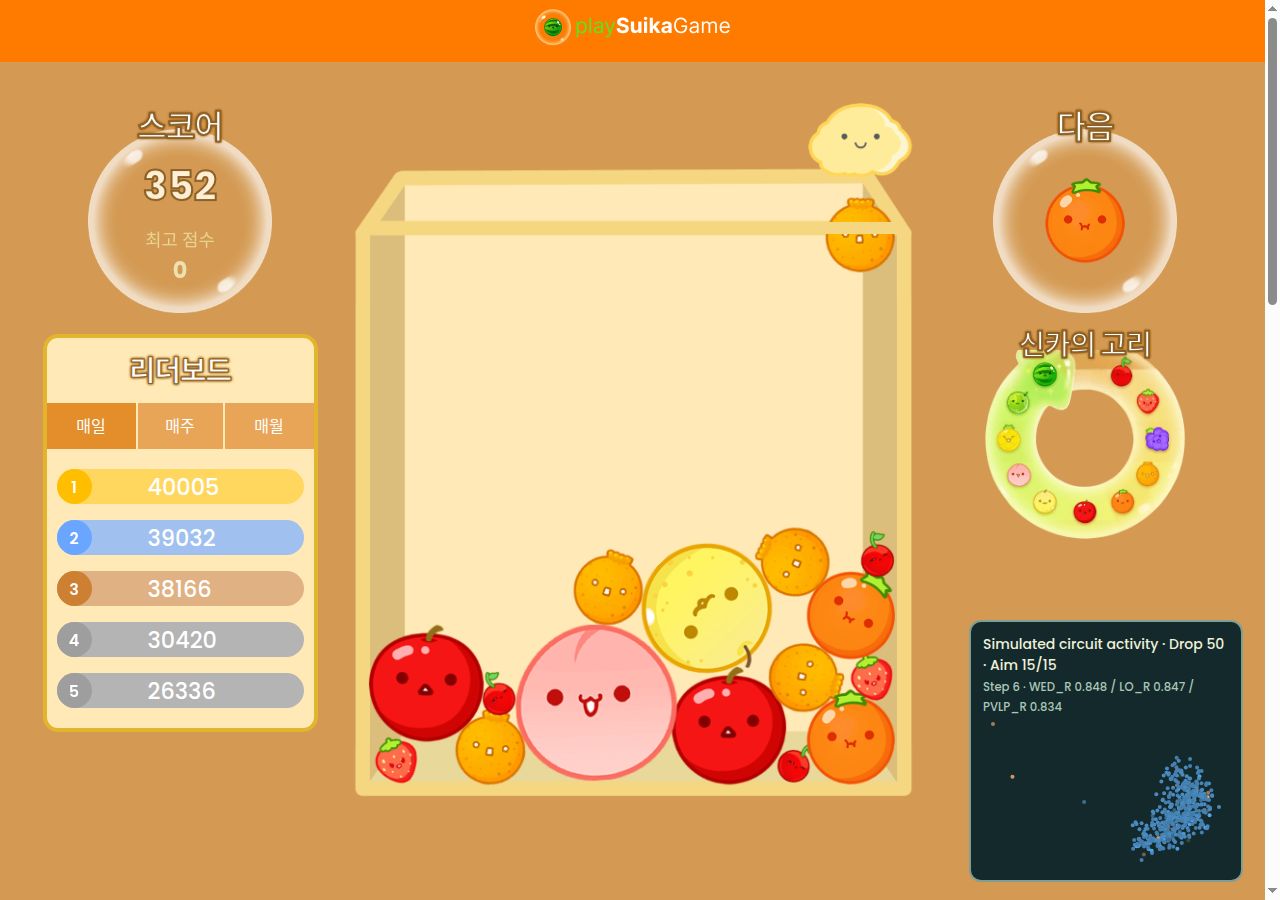 playSuikaGame
스코어
352
최고 점수
0
다음
리더보드
매일 매주 매월
1 40005
2 39032
3 38166
4 30420
5 26336
신카의 고리
Simulated circuit activity · Drop 50
· Aim 15/15
Step 6 · WED_R 0.848 / LO_R 0.847 /
PVLP_R 0.834